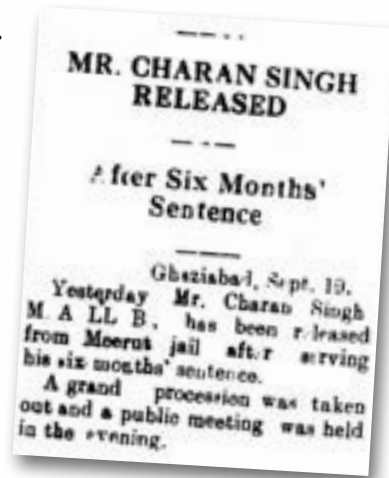 MR. CHARAN SINGH
RELEASED
After Six Months'
Sentence
Ghaziabad, Sept. 19.
Yesterday Mr. Charan Singh
M A LL B, has been released
from Meerut jail after serving
his six months' sentence.
A grand procession was taken
out and a public meeting was held
in the evening.